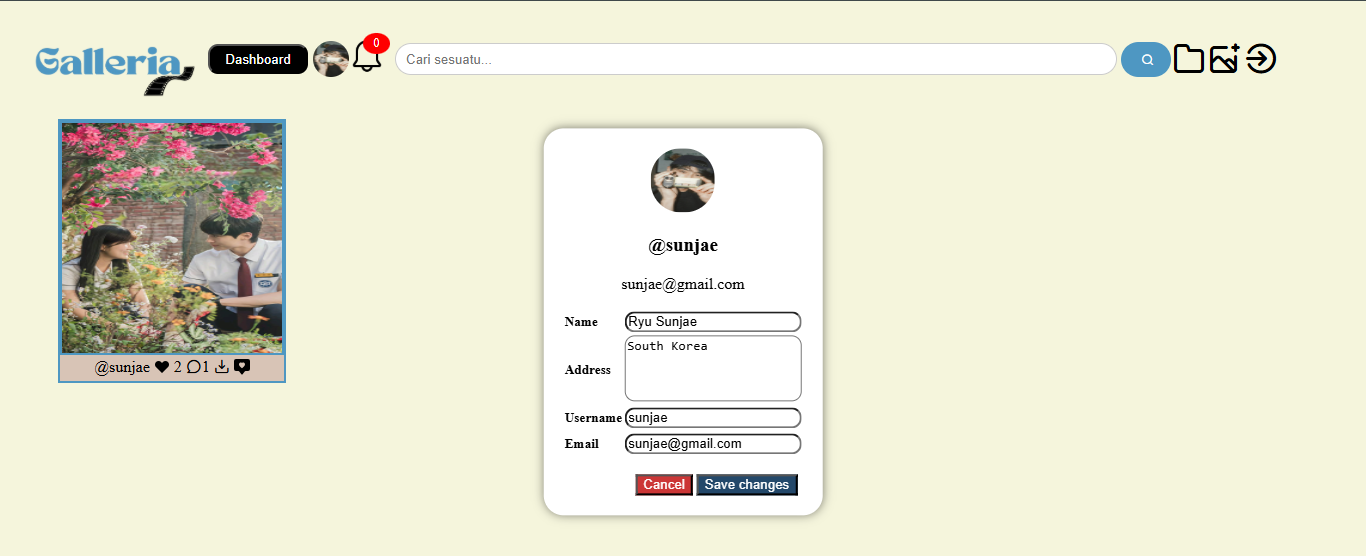 Galleria
Dashboard
0
Cari sesuatu...
@sunjae 2 1
@sunjae
sunjae@gmail.com
Name Ryu Sunjae
Address South Korea
Username sunjae
Email sunjae@gmail.com
Cancel Save changes